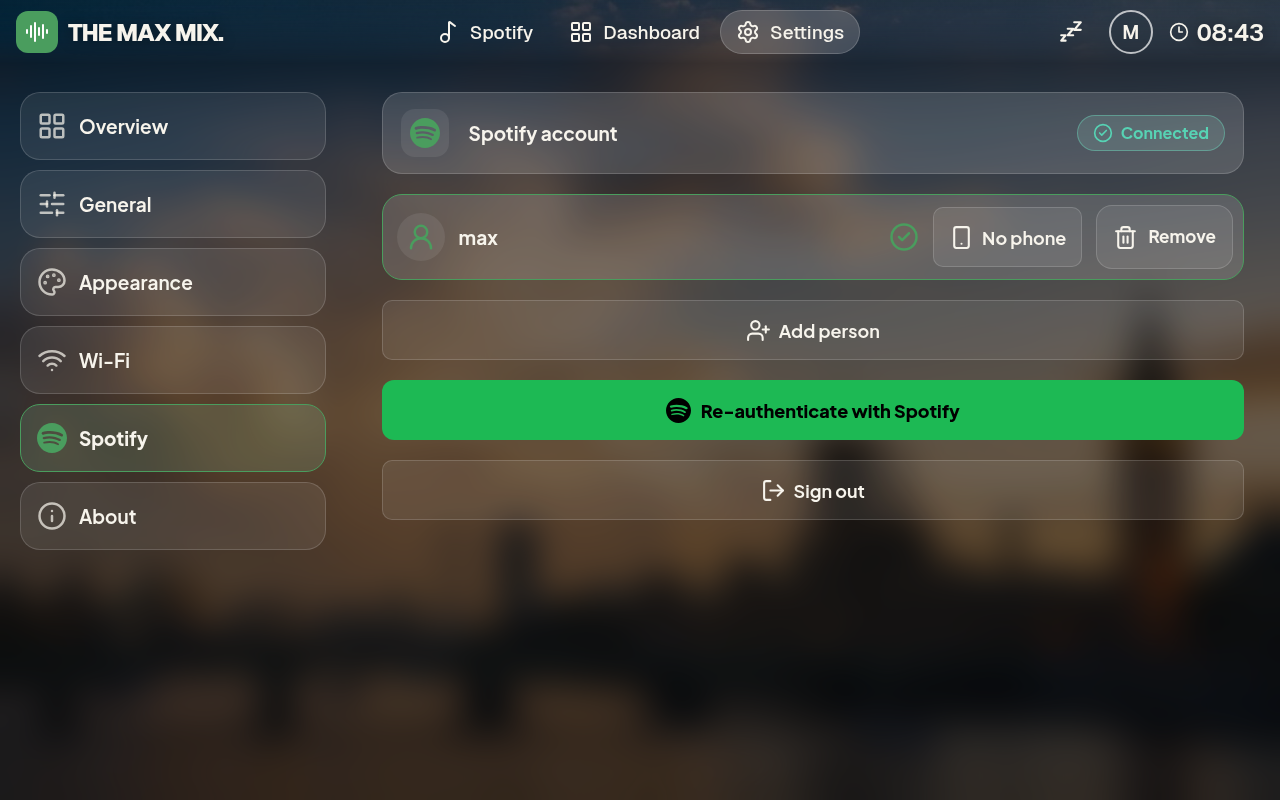 THE MAX MIX.
Spotify
Dashboard
Settings
zzz
M
08:43
Overview
General
Appearance
Wi-Fi
Spotify
About
Spotify account
Connected
max
No phone
Remove
Add person
Re-authenticate with Spotify
Sign out